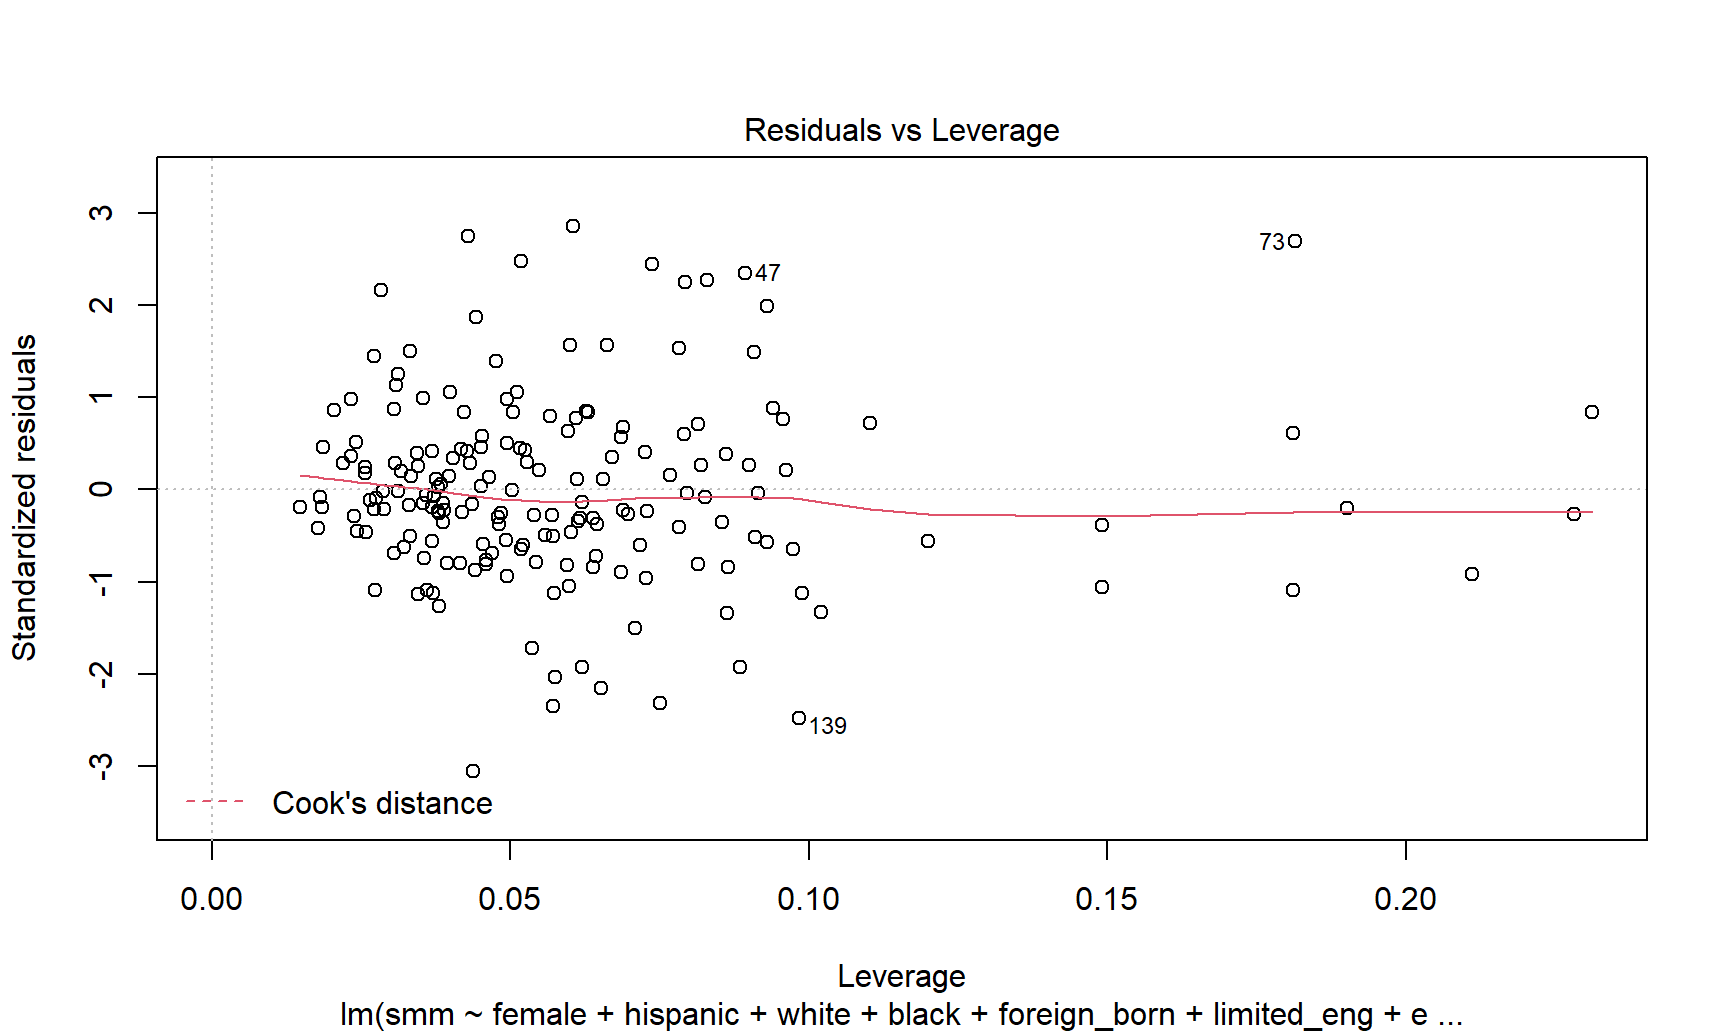 Residuals vs Leverage
Standardized residuals
3
2
1
0
-1
-2
-3
73
47
139
Cook's distance
0.00 0.05 0.10 0.15 0.20
Leverage
lm(smm ~ female + hispanic + white + black + foreign_born + limited_eng + e ...